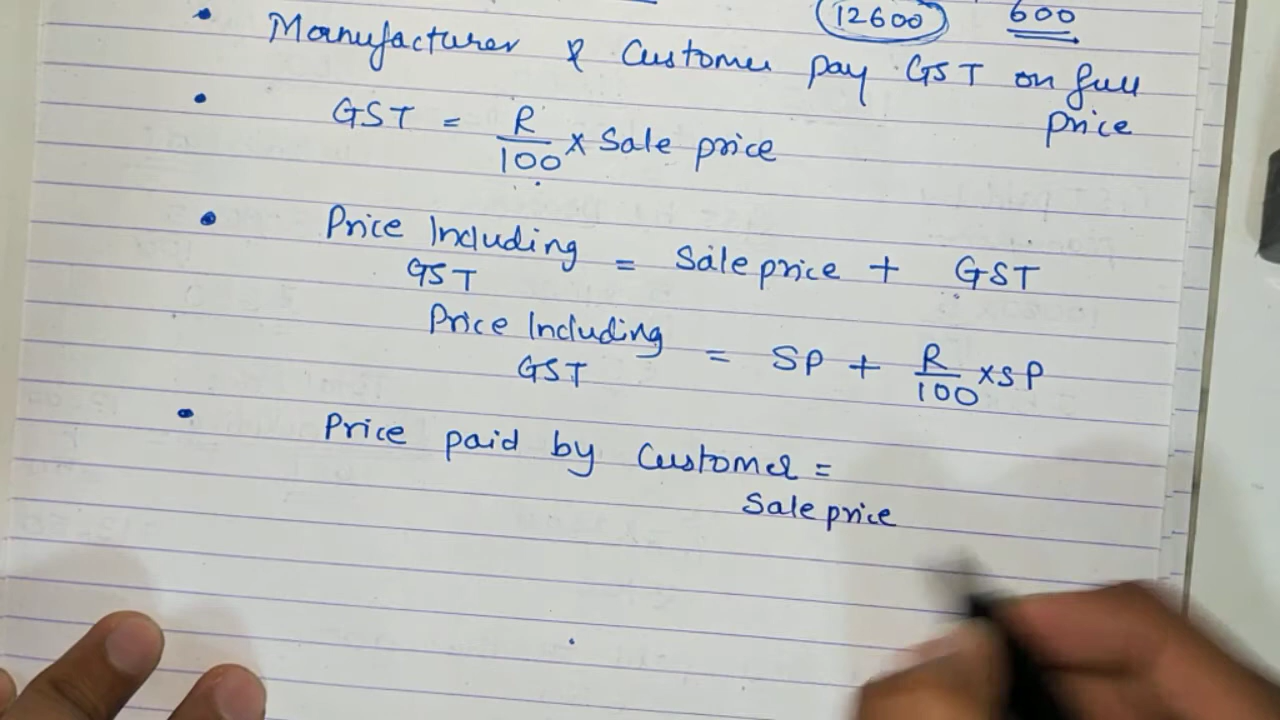 12600 600
• Manufacturer & Customer pay GST on full
price
• GST = R/100 × Sale price
• Price Including GST = Sale price + GST
Price Including GST = SP + R/100 × SP
• Price paid by Customer =
Sale price